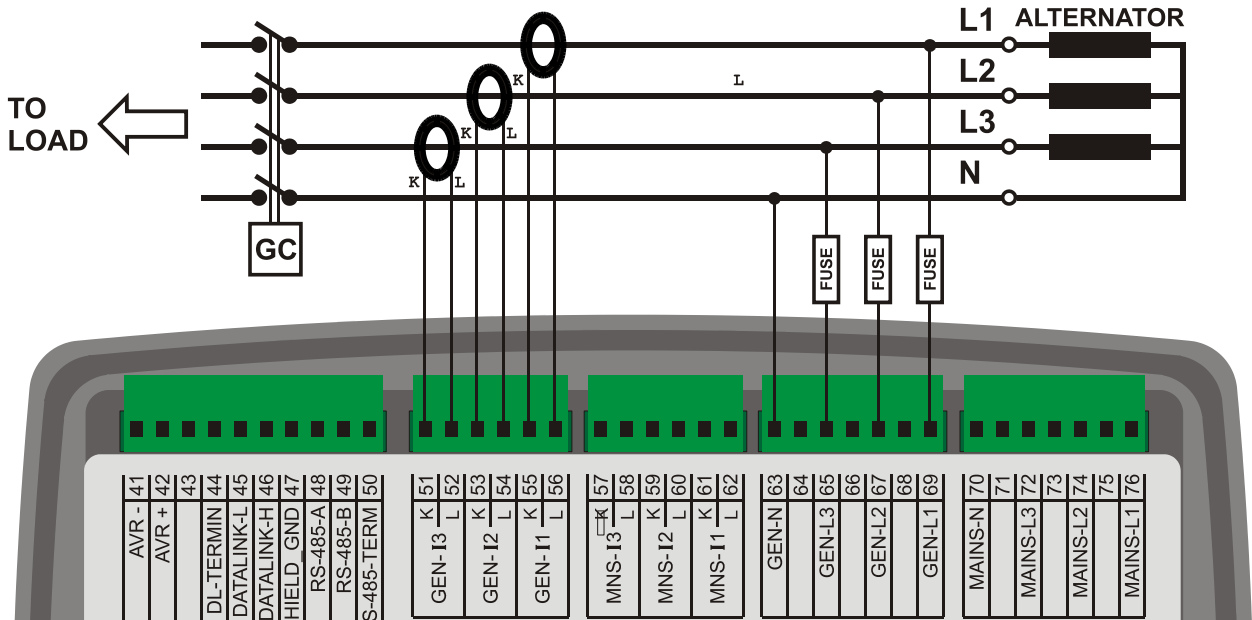 L1 ALTERNATOR
L2
L3
N
TO
LOAD
K
L
K L
K L
GC
FUSE FUSE FUSE
41 42 43 44 45 46 47 48 49 50
AVR -
AVR +
DL-TERMIN
DATALINK-L
DATALINK-H
HIELD_GND
RS-485-A
RS-485-B
S-485-TERM
51 52 53 54 55 56
K L K L K L
GEN-I3 GEN-I2 GEN-I1
57 58 59 60 61 62
K L K L K L
MNS-I3 MNS-I2 MNS-I1
63 64 65 66 67 68 69
GEN-N
GEN-L3
GEN-L2
GEN-L1
70 71 72 73 74 75 76
MAINS-N
MAINS-L3
MAINS-L2
MAINS-L1